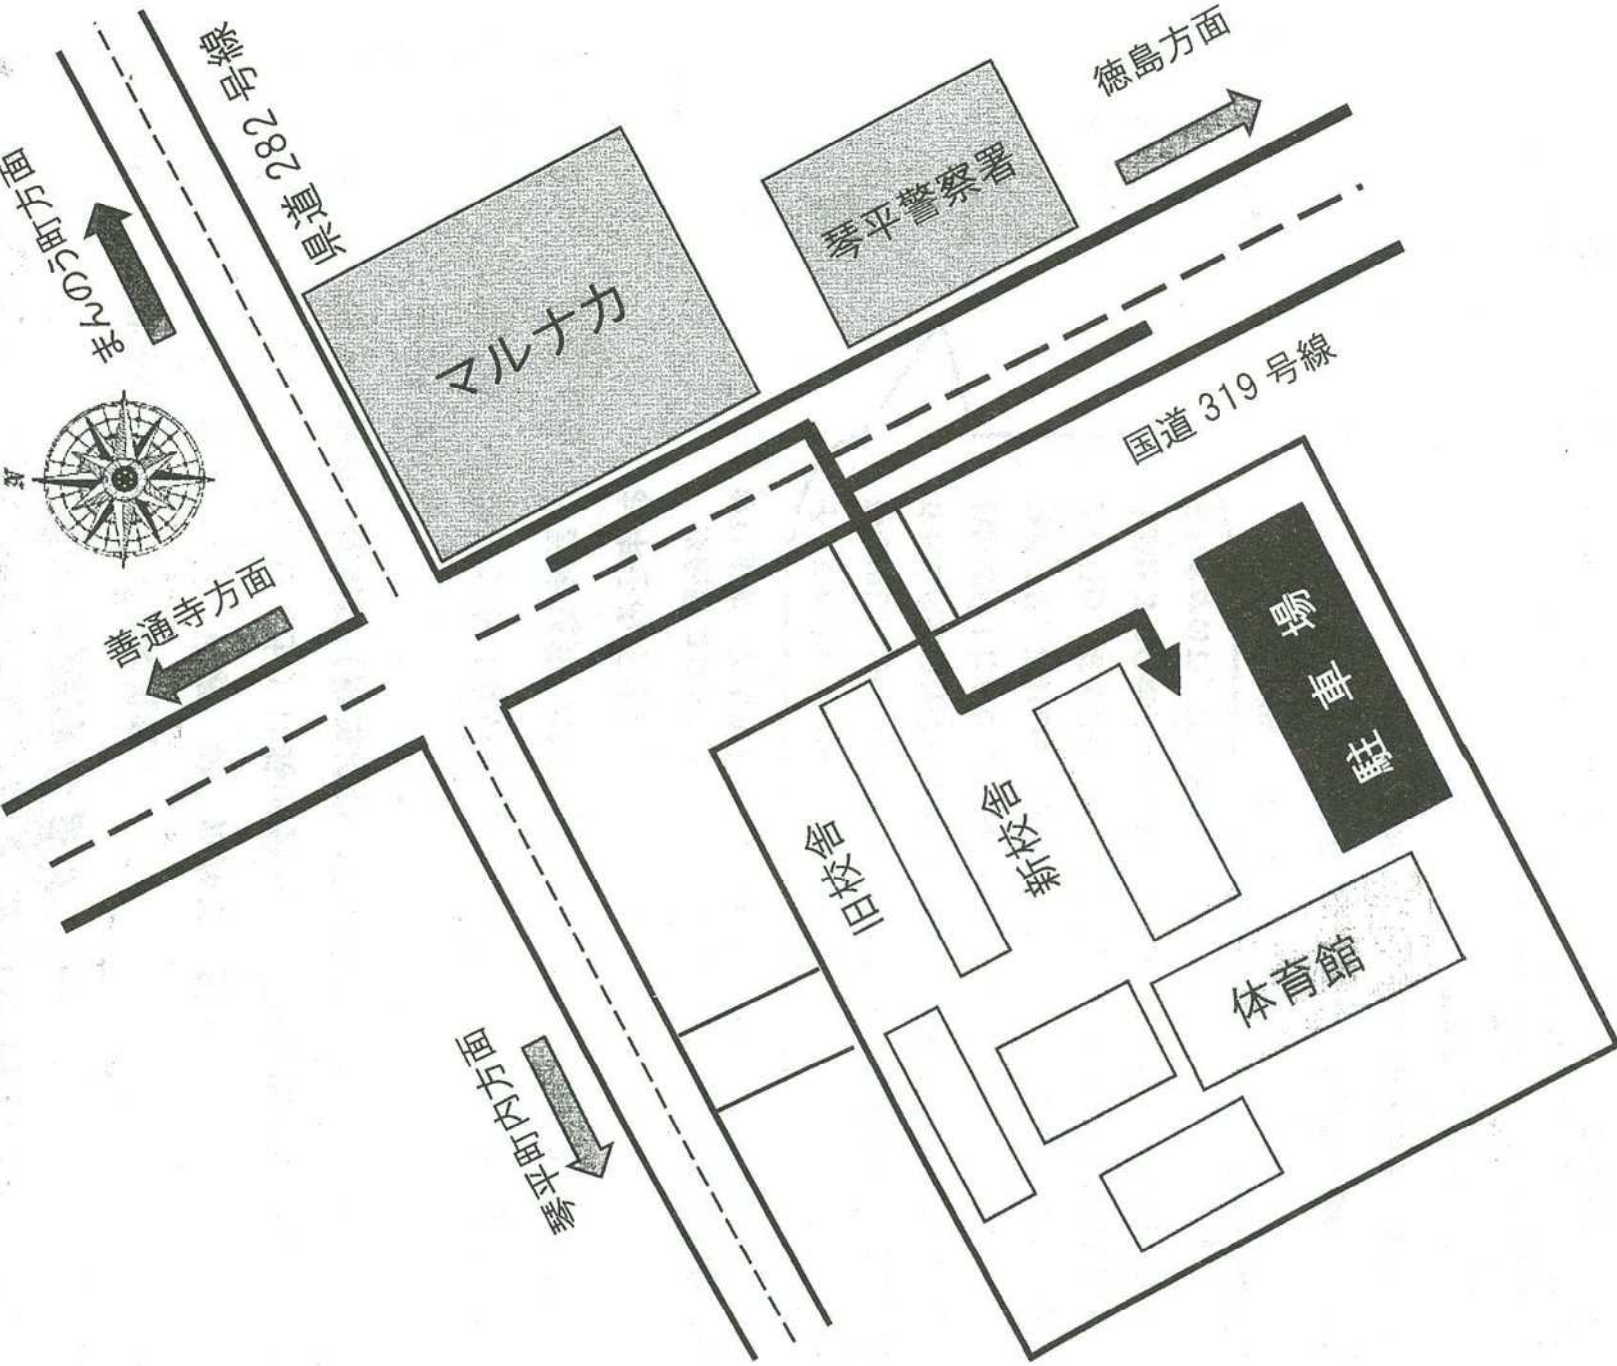 県道 282 号線
徳島方面
まんのう町方面
琴平警察署
マルナカ
国道 319 号線
北
善通寺方面
駐車場
旧校舎
新校舎
体育館
琴平町内方面